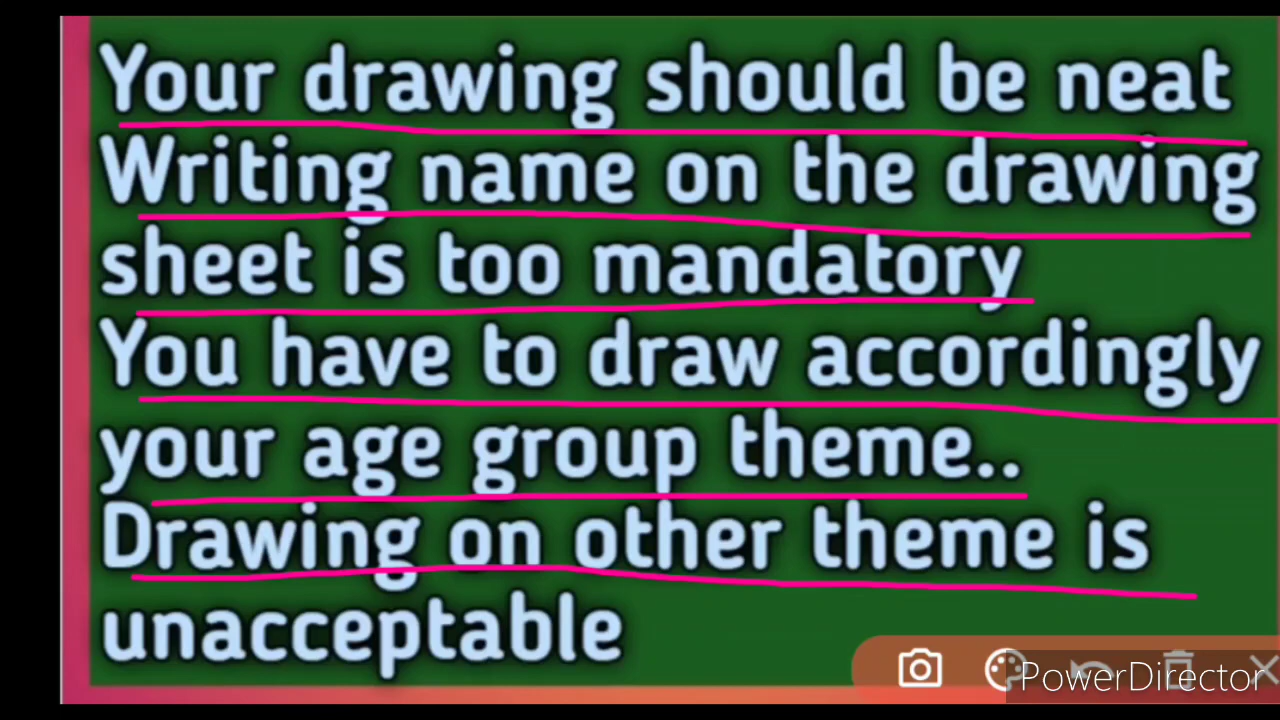 Your drawing should be neat
Writing name on the drawing
sheet is too mandatory
You have to draw accordingly
your age group theme..
Drawing on other theme is
unacceptable
PowerDirector